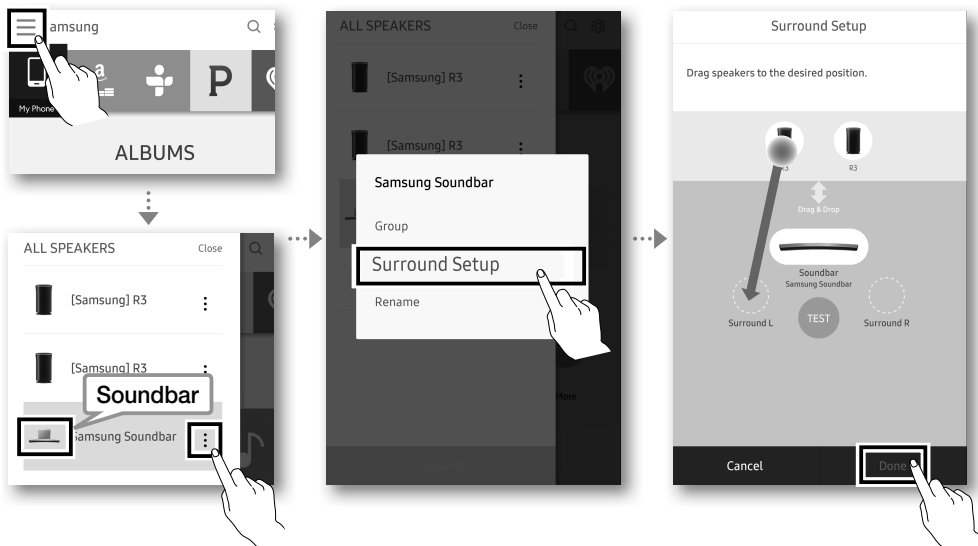 amsung
a
P
My Phone
ALBUMS
ALL SPEAKERS Close
[Samsung] R3
[Samsung] R3
Soundbar
Samsung Soundbar
ALL SPEAKERS Close
[Samsung] R3
[Samsung] R3
Samsung Soundbar
Group
Surround Setup
Rename
More
Surround Setup
Drag speakers to the desired position.
R3 R3
Drag & Drop
Soundbar
Samsung Soundbar
Surround L TEST Surround R
Cancel Done